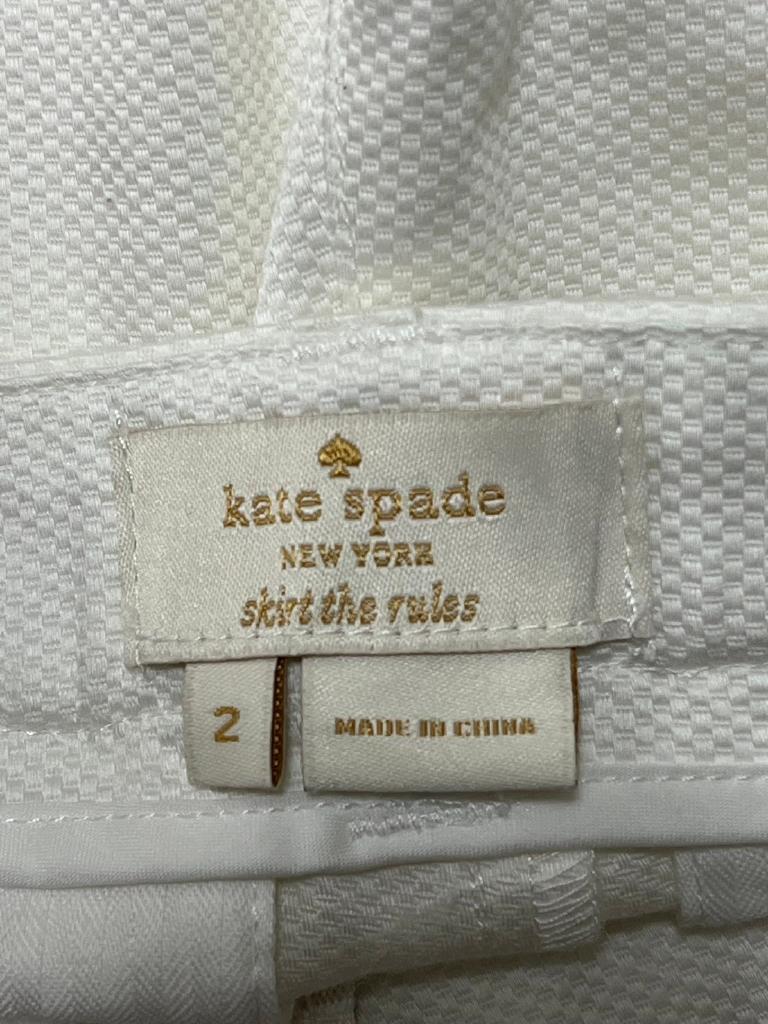 kate spade
NEW YORK
skirt the rules
2
MADE IN CHINA